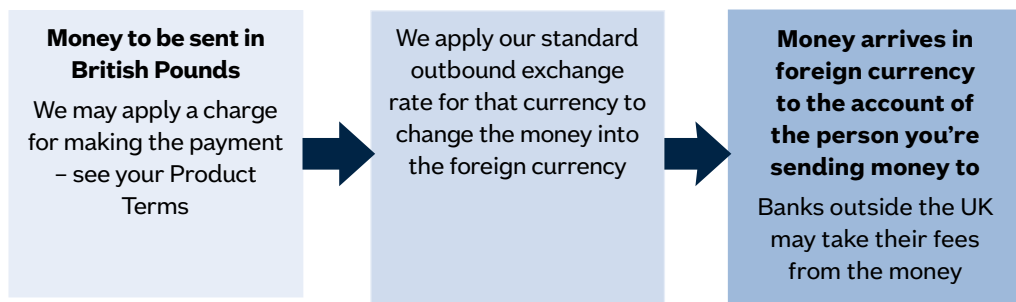 Money to be sent in
British Pounds
We may apply a charge
for making the payment
– see your Product
Terms
We apply our standard
outbound exchange
rate for that currency to
change the money into
the foreign currency
Money arrives in
foreign currency
to the account of
the person you’re
sending money to
Banks outside the UK
may take their fees
from the money